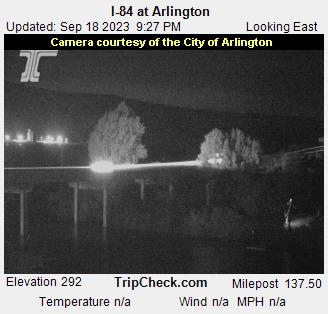 I-84 at Arlington
Updated: Sep 18 2023 9:27 PM Looking East
Camera courtesy of the City of Arlington
Elevation 292 TripCheck.com Milepost 137.50
Temperature n/a Wind n/a MPH n/a